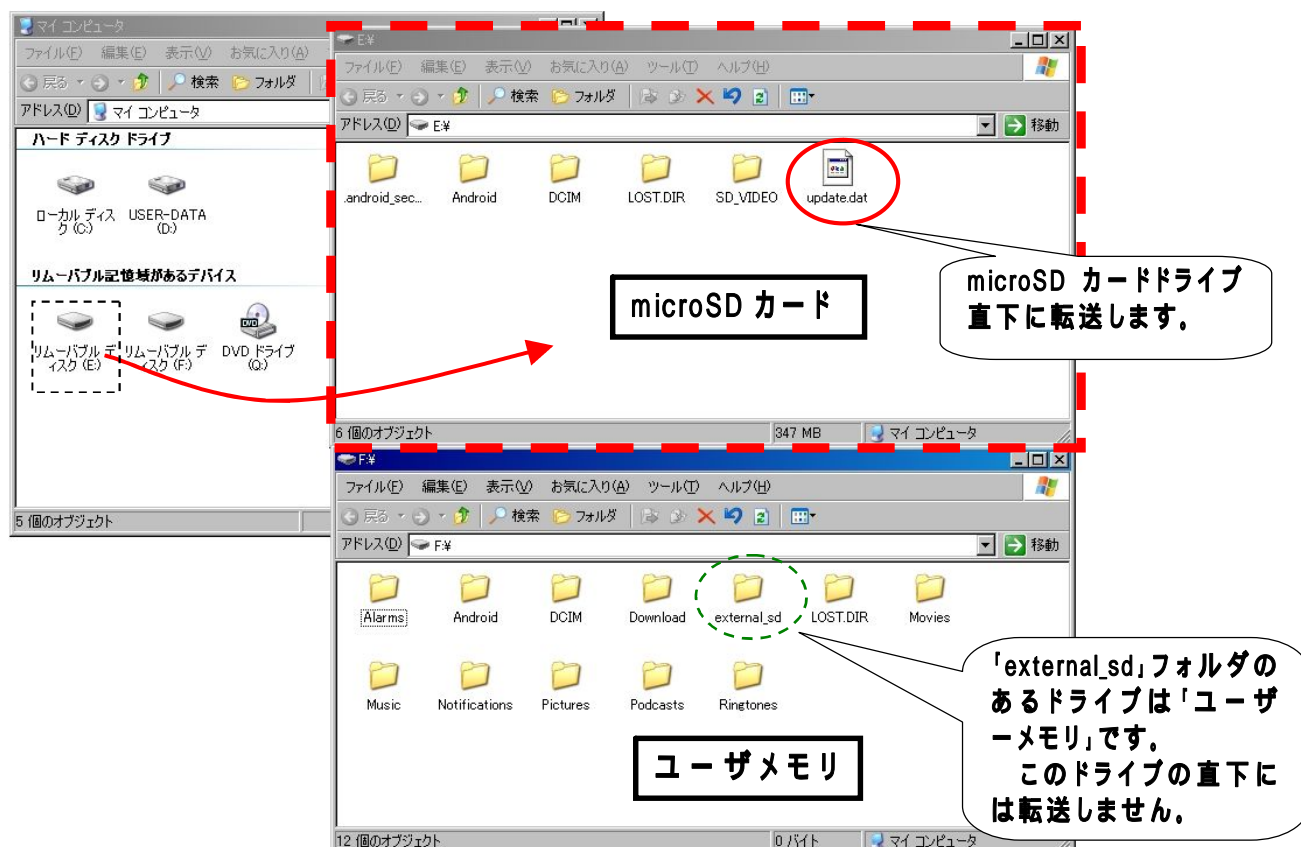 マイ コンピュータ
ファイル(F) 編集(E) 表示(V) お気に入り(A)
戻る 検索 フォルダ
アドレス(D) マイ コンピュータ
ハード ディスク ドライブ
ローカル ディス
ク (C:)
USER-DATA
(D:)
リムーバブル記憶域があるデバイス
リムーバブル デ
ィスク (E:)
リムーバブル デ
ィスク (F:)
DVD ドライブ
(Q:)
5 個のオブジェクト
E:¥
ファイル(F) 編集(E) 表示(V) お気に入り(A) ツール(T) ヘルプ(H)
戻る 検索 フォルダ
アドレス(D) E:¥ 移動
.android_sec... Android DCIM LOST.DIR SD_VIDEO update.dat
microSD カード
microSD カードドライブ
直下に転送します。
6 個のオブジェクト 347 MB マイ コンピュータ
F:¥
ファイル(F) 編集(E) 表示(V) お気に入り(A) ツール(T) ヘルプ(H)
戻る 検索 フォルダ
アドレス(D) F:¥ 移動
Alarms Android DCIM Download external_sd LOST.DIR Movies
Music Notifications Pictures Podcasts Ringtones
ユーザメモリ
「external_sd」フォルダの
あるドライブは「ユーザ
ーメモリ」です。
このドライブの直下に
は転送しません。
12 個のオブジェクト 0 バイト マイ コンピュータ